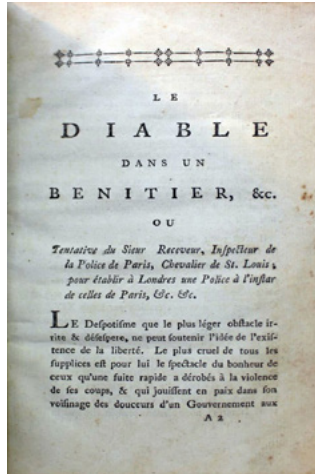 LE
DIABLE
DANS UN
BENITIER, &c.
OU
Tentative du Sieur Receveur, Inſpecteur de
la Police de Paris, Chevalier de St. Louis;
pour établir à Londres une Police à l'inſtar
de celles de Paris, &c. &c.
LE Deſpotiſme que le plus léger obſtacle ir-
rite & déſeſpere, ne peut ſoutenir l'idée de l'exiſ-
tence de la liberté. Le plus cruel de tous les
ſupplices eſt pour lui le ſpectacle du bonheur de
ceux qu'une fuite rapide a dérobés à la violence
de ſes coups, & qui jouiſſent en paix dans ſon
voiſinage des douceurs d'un Gouvernement aux
A 2